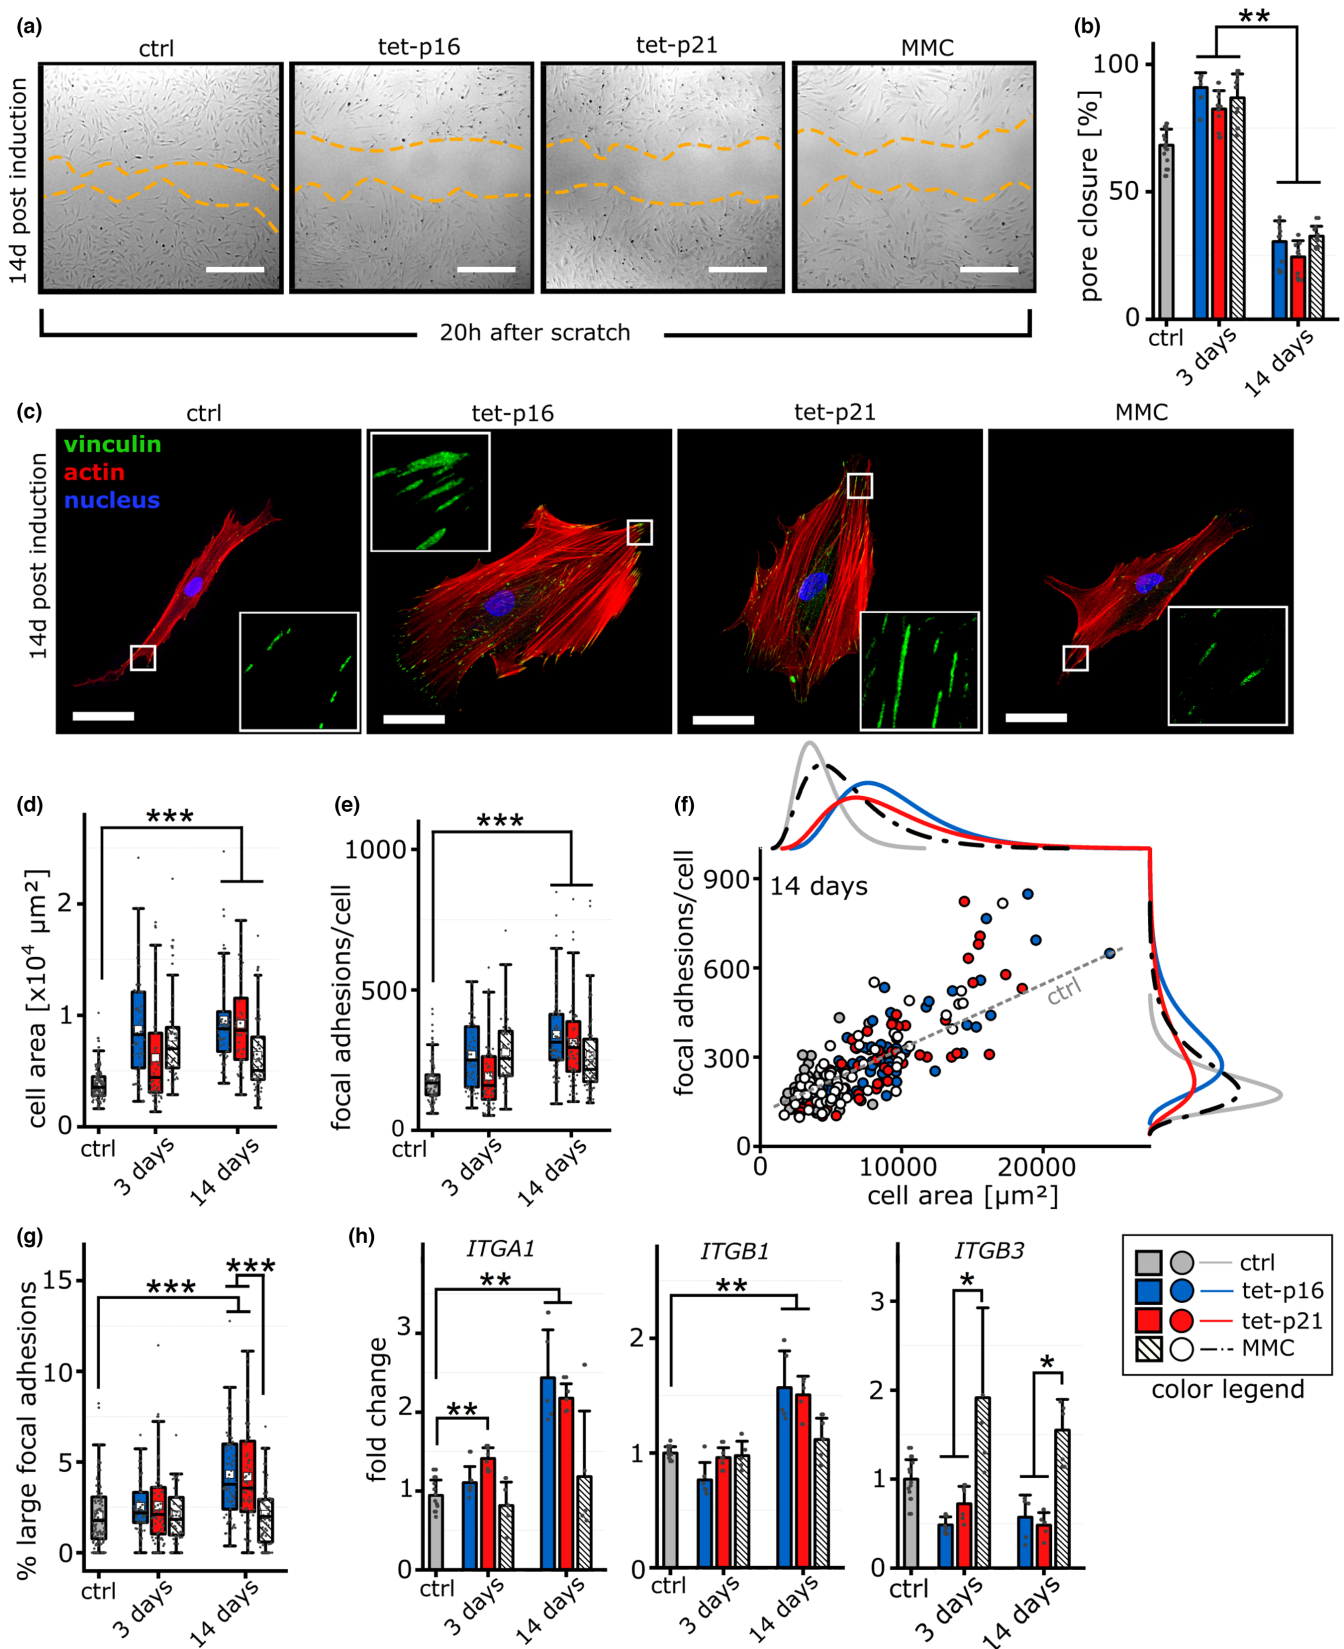 (a)
ctrl tet-p16 tet-p21 MMC
14d post induction
20h after scratch
(b)
**
pore closure [%]
100
50
0
ctrl 3 days 14 days
(c)
ctrl tet-p16 tet-p21 MMC
14d post induction
vinculin
actin
nucleus
(d)
***
cell area [x10⁴ µm²]
2
1
0
ctrl 3 days 14 days
(e)
***
focal adhesions/cell
1000
500
0
ctrl 3 days 14 days
(f)
14 days
focal adhesions/cell
900
600
300
0
ctrl
0 10000 20000
cell area [µm²]
(g)
*** ***
% large focal adhesions
15
10
5
0
ctrl 3 days 14 days
(h)
ITGA1
** **
fold change
3
2
1
0
ctrl 3 days 14 days
ITGB1
**
2
1
0
ctrl 3 days 14 days
ITGB3
* *
3
2
1
0
ctrl 3 days 14 days
ctrl
tet-p16
tet-p21
MMC
color legend